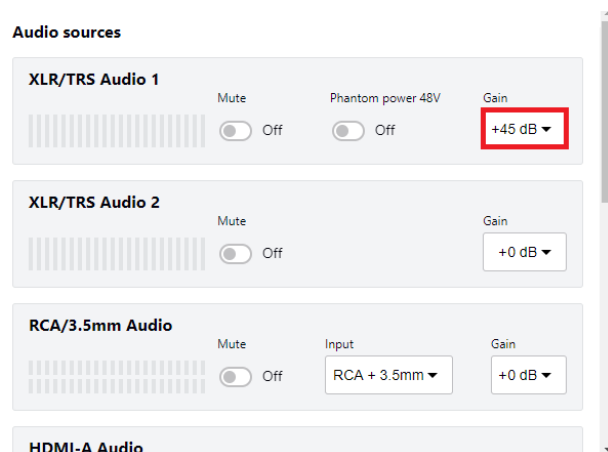 Audio sources
XLR/TRS Audio 1
Mute Phantom power 48V Gain
Off Off +45 dB
XLR/TRS Audio 2
Mute Gain
Off +0 dB
RCA/3.5mm Audio
Mute Input Gain
Off RCA + 3.5mm +0 dB
HDMI-A Audio